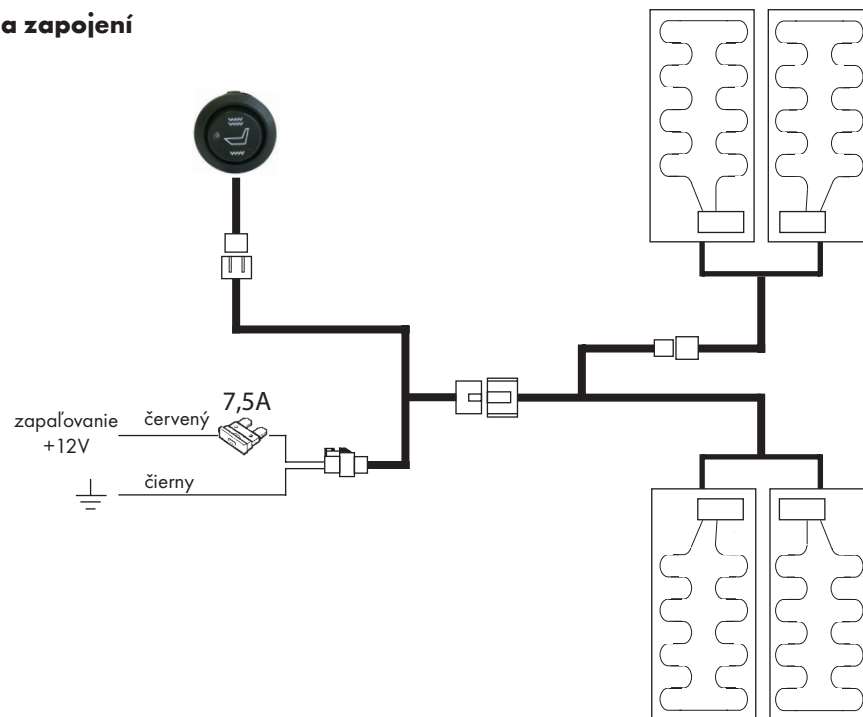 a zapojení
7,5A
zapaľovanie
+12V
červený
čierny